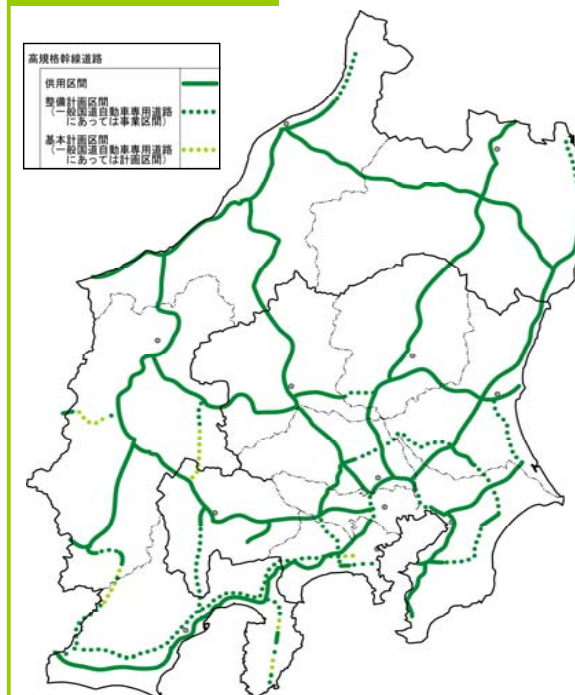 高規格幹線道路
供用区間
整備計画区間
(一般国道自動車専用道路
にあっては事業区間)
基本計画区間
(一般国道自動車専用道路
にあっては計画区間)